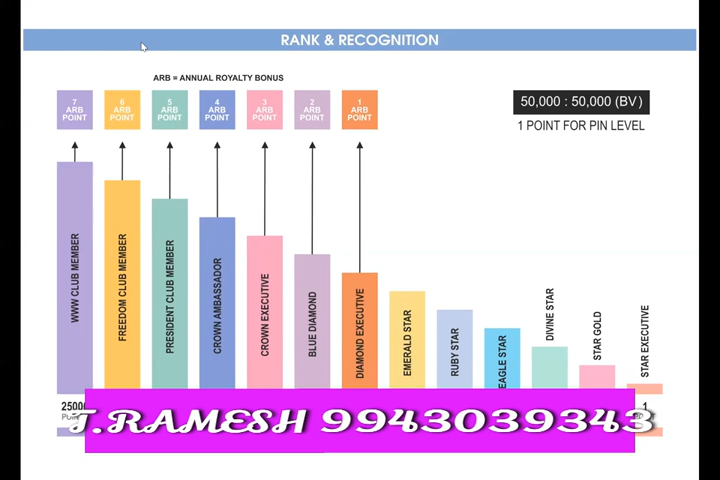 RANK & RECOGNITION
ARB = ANNUAL ROYALTY BONUS
7 ARB POINT
6 ARB POINT
5 ARB POINT
4 ARB POINT
3 ARB POINT
2 ARB POINT
1 ARB POINT
50,000 : 50,000 (BV)
1 POINT FOR PIN LEVEL
WWW CLUB MEMBER
FREEDOM CLUB MEMBER
PRESIDENT CLUB MEMBER
CROWN AMBASSADOR
CROWN EXECUTIVE
BLUE DIAMOND
DIAMOND EXECUTIVE
EMERALD STAR
RUBY STAR
EAGLE STAR
DIVINE STAR
STAR GOLD
STAR EXECUTIVE
1
T.RAMESH 9943039343